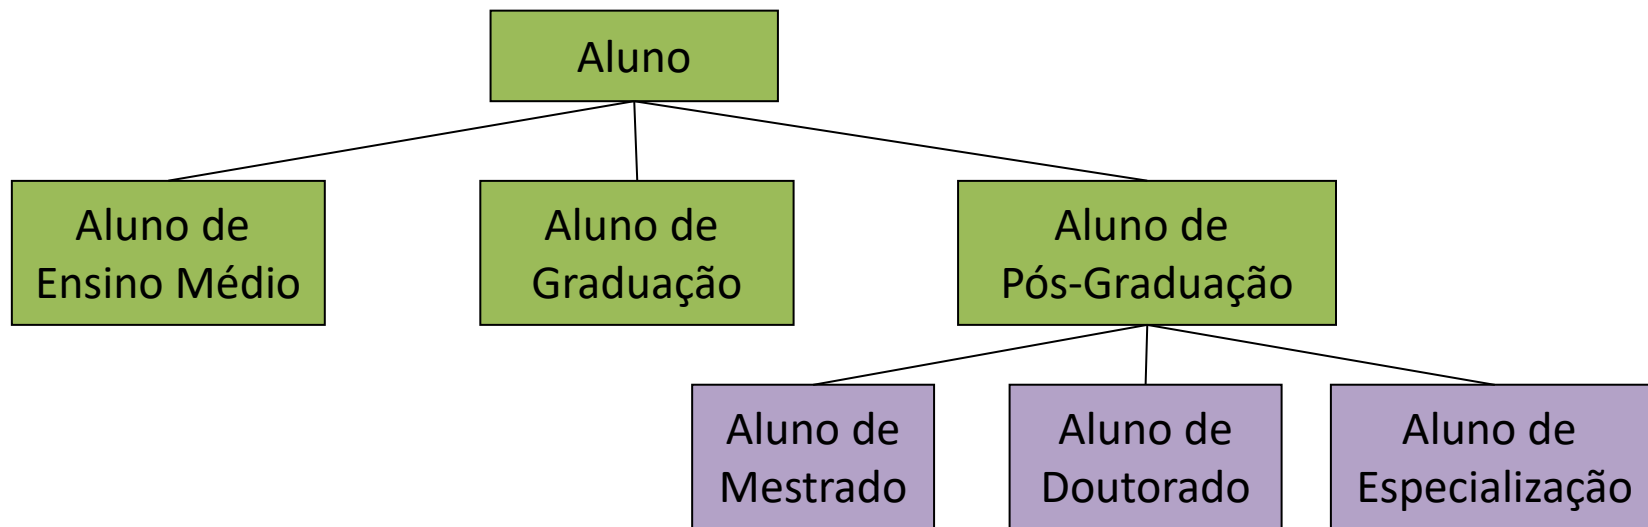 Aluno
Aluno de
Ensino Médio
Aluno de
Graduação
Aluno de
Pós-Graduação
Aluno de
Mestrado
Aluno de
Doutorado
Aluno de
Especialização